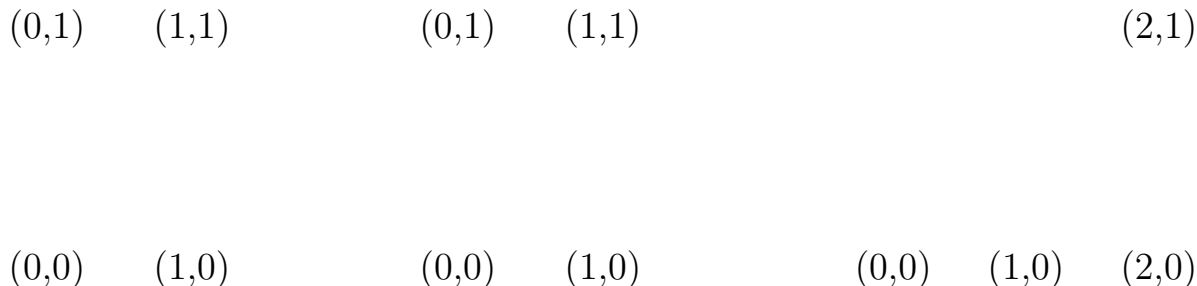 (0,1) (1,1) (0,1) (1,1) (2,1)
(0,0) (1,0) (0,0) (1,0) (0,0) (1,0) (2,0)